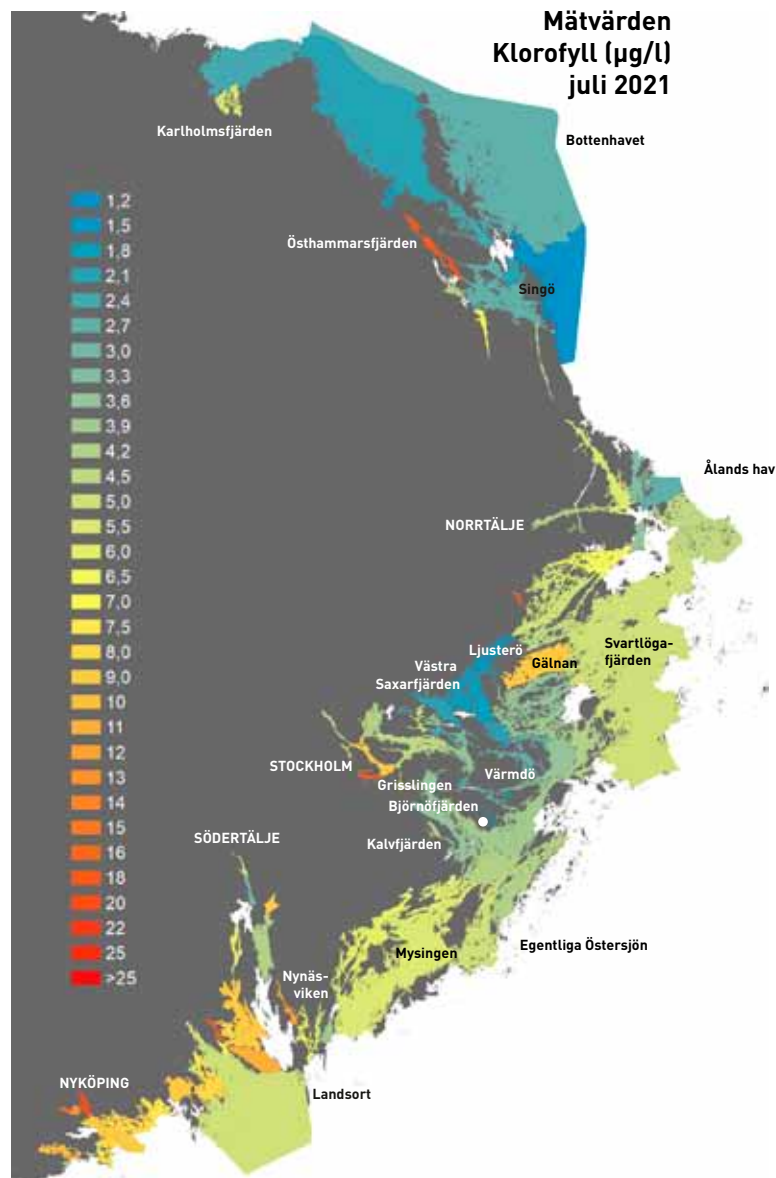 Mätvärden
Klorofyll (µg/l)
juli 2021
Karlholmsfjärden
Bottenhavet
1,2
1,5
1,8
2,1
2,4
2,7
3,0
3,3
3,6
3,9
4,2
4,5
5,0
5,5
6,0
6,5
7,0
7,5
8,0
9,0
10
11
12
13
14
15
16
18
20
22
25
>25
Östhammarsfjärden
Singö
Ålands hav
NORRTÄLJE
Ljusterö
Västra
Saxarfjärden
Gälnan
Svartlöga-
fjärden
STOCKHOLM
Värmdö
Grisslingen
Björnöfjärden
SÖDERTÄLJE
Kalvfjärden
Mysingen
Egentliga Östersjön
Nynäs-
viken
NYKÖPING
Landsort